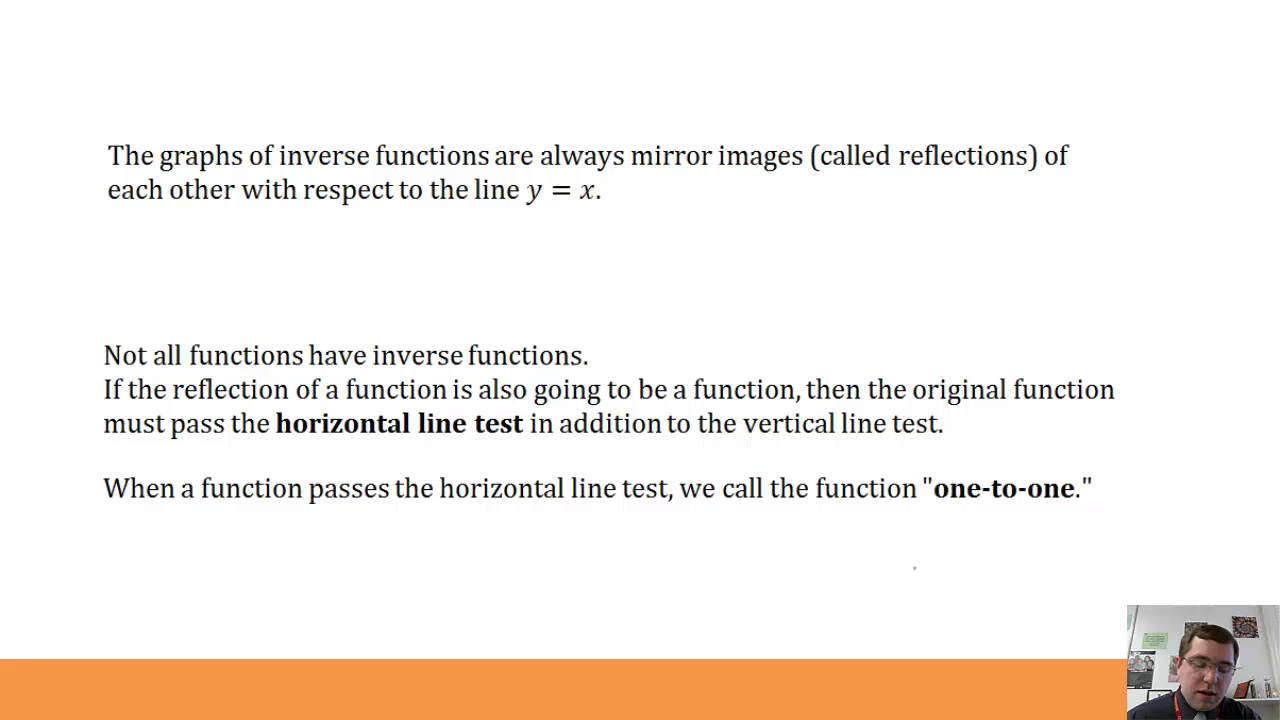 The graphs of inverse functions are always mirror images (called reflections) of
each other with respect to the line y = x.
Not all functions have inverse functions.
If the reflection of a function is also going to be a function, then the original function
must pass the horizontal line test in addition to the vertical line test.
When a function passes the horizontal line test, we call the function "one-to-one."